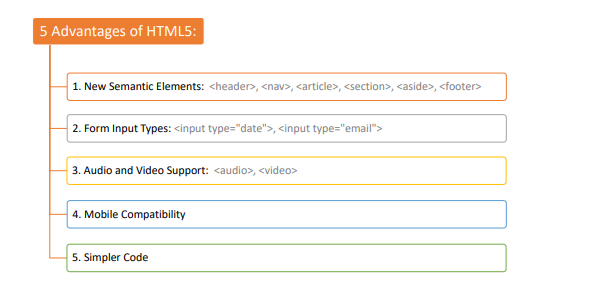 5 Advantages of HTML5:
1. New Semantic Elements: <header>, <nav>, <article>, <section>, <aside>, <footer>
2. Form Input Types: <input type="date">, <input type="email">
3. Audio and Video Support: <audio>, <video>
4. Mobile Compatibility
5. Simpler Code